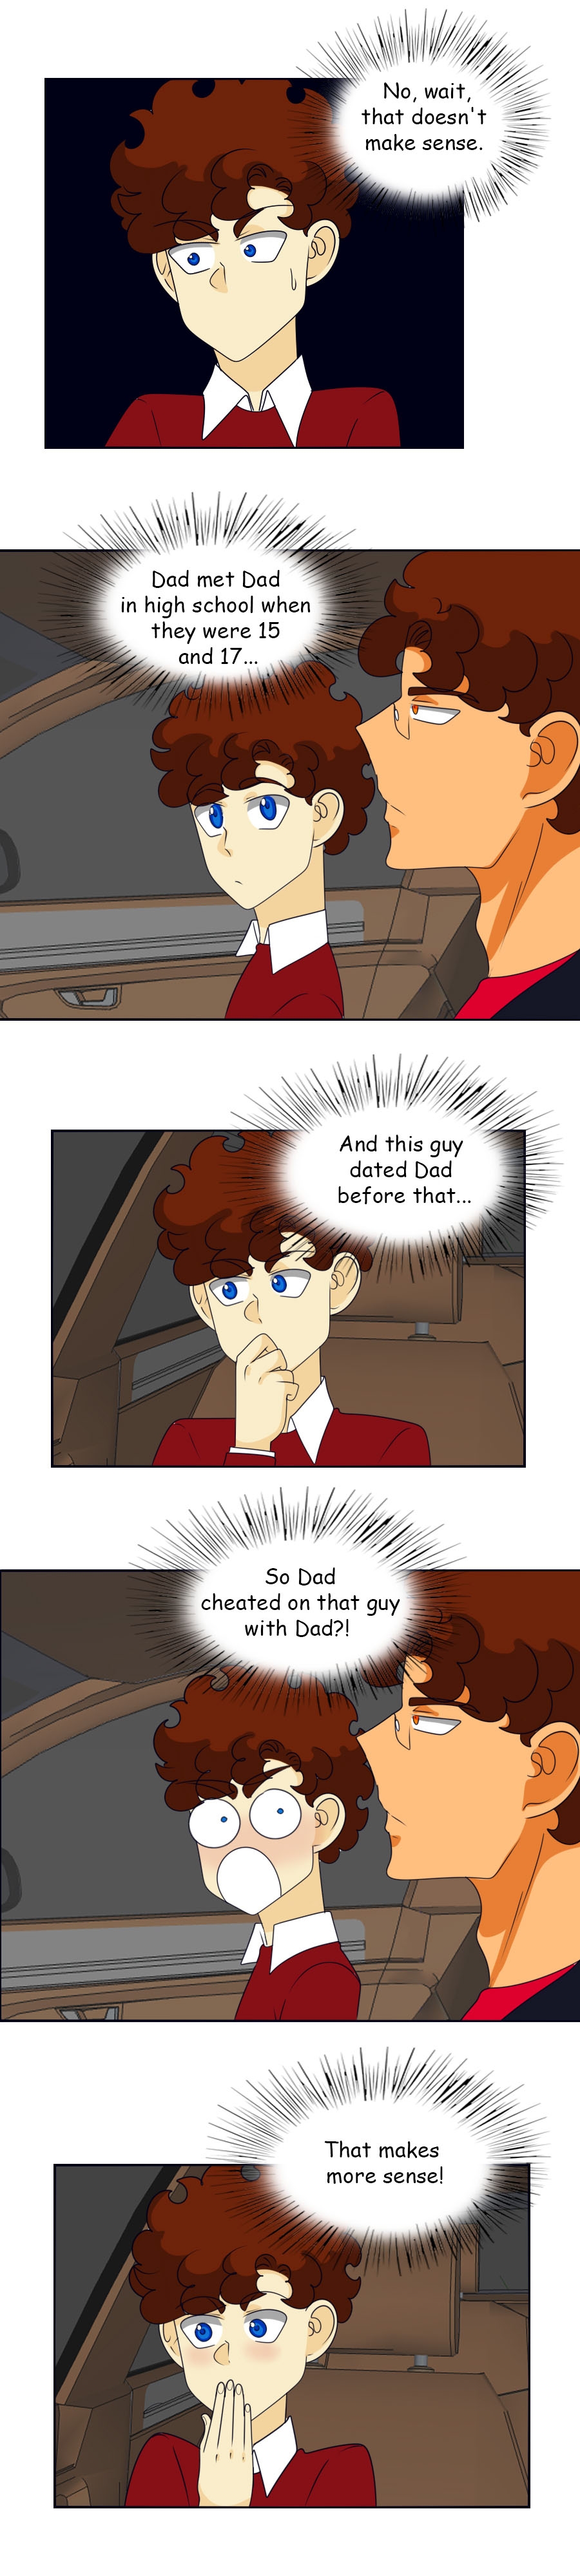 No, wait,
that doesn't
make sense.
Dad met Dad
in high school when
they were 15
and 17...
And this guy
dated Dad
before that...
So Dad
cheated on that guy
with Dad?!
That makes
more sense!